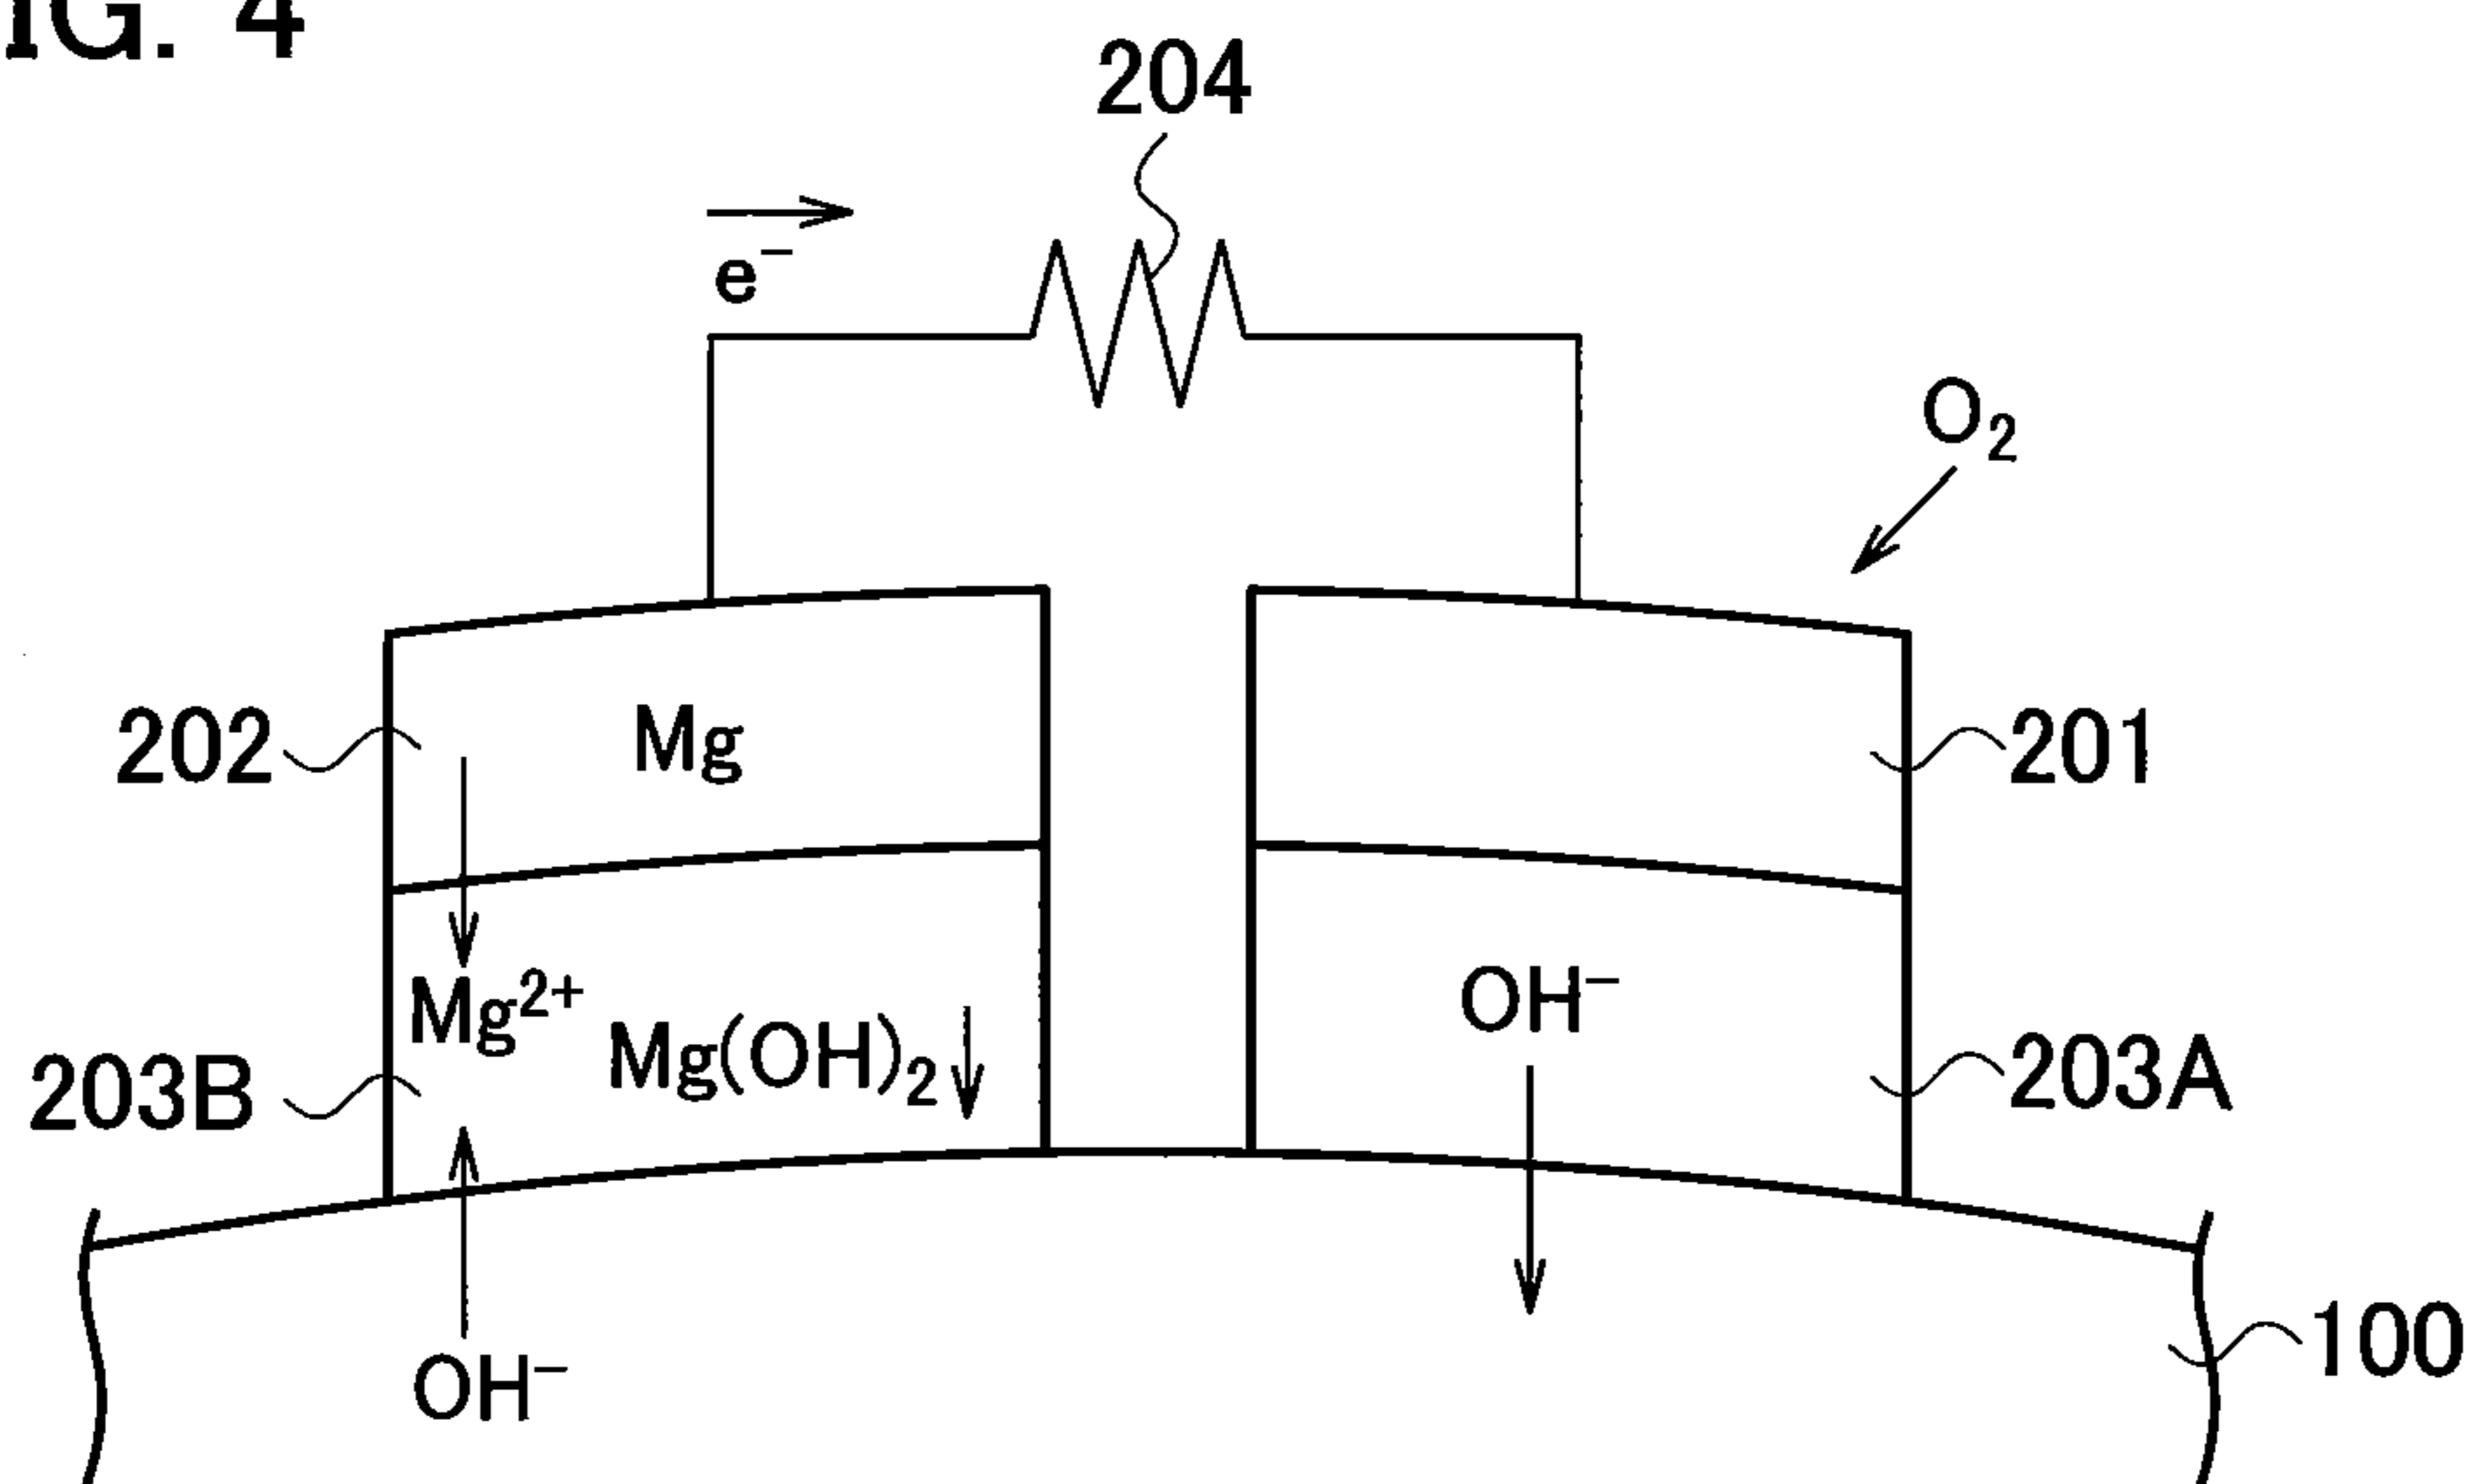 IG. 4
204
e⁻
O₂
202
Mg
201
Mg²⁺
OH⁻
203B
Mg(OH)₂↓
203A
100
OH⁻